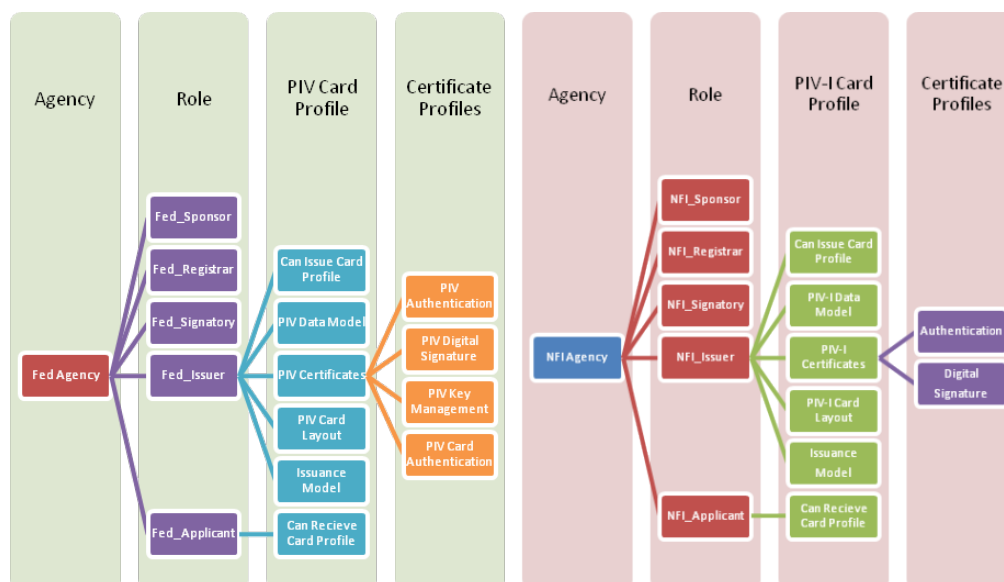 Agency
Role
PIV Card
Profile
Certificate
Profiles
Fed Agency
Fed_Sponsor
Fed_Registrar
Fed_Signatory
Fed_Issuer
Fed_Applicant
Can Issue Card
Profile
PIV Data Model
PIV Certificates
PIV Card
Layout
Issuance
Model
Can Recieve
Card Profile
PIV
Authentication
PIV Digital
Signature
PIV Key
Management
PIV Card
Authentication
Agency
Role
PIV-I Card
Profile
Certificate
Profiles
NFI Agency
NFI_Sponsor
NFI_Registrar
NFI_Signatory
NFI_Issuer
NFI_Applicant
Can Issue Card
Profile
PIV-I Data
Model
PIV-I
Certificates
PIV-I Card
Layout
Issuance
Model
Can Recieve
Card Profile
Authentication
Digital
Signature